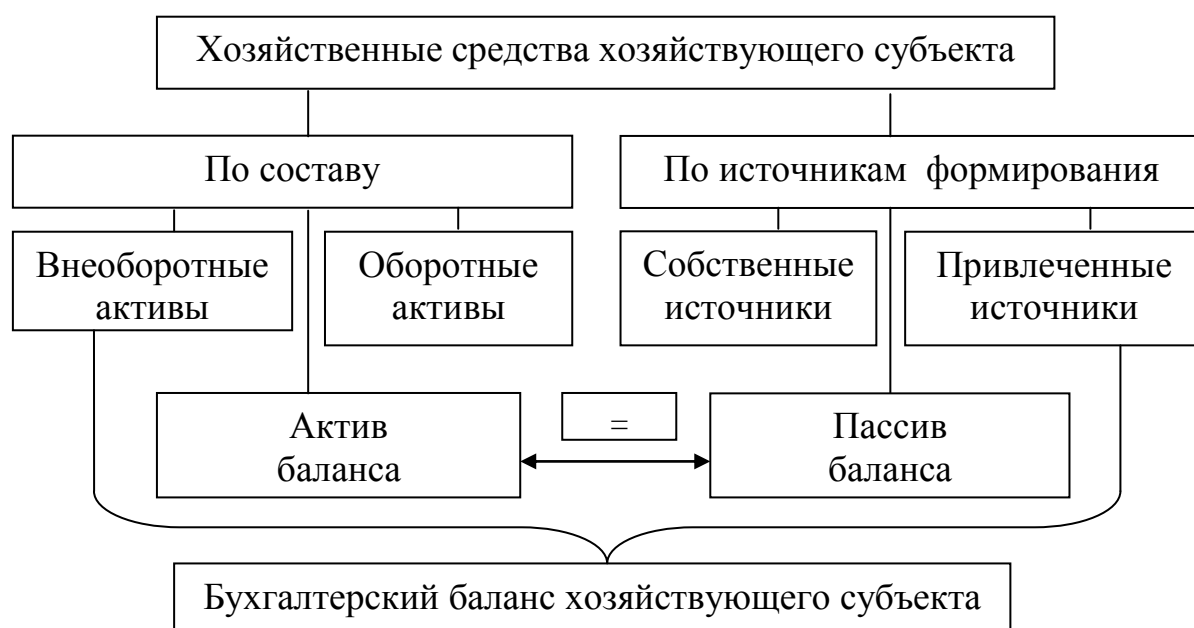 Хозяйственные средства хозяйствующего субъекта
По составу
По источникам формирования
Внеоборотные
активы
Оборотные
активы
Собственные
источники
Привлеченные
источники
Актив
баланса
=
Пассив
баланса
Бухгалтерский баланс хозяйствующего субъекта